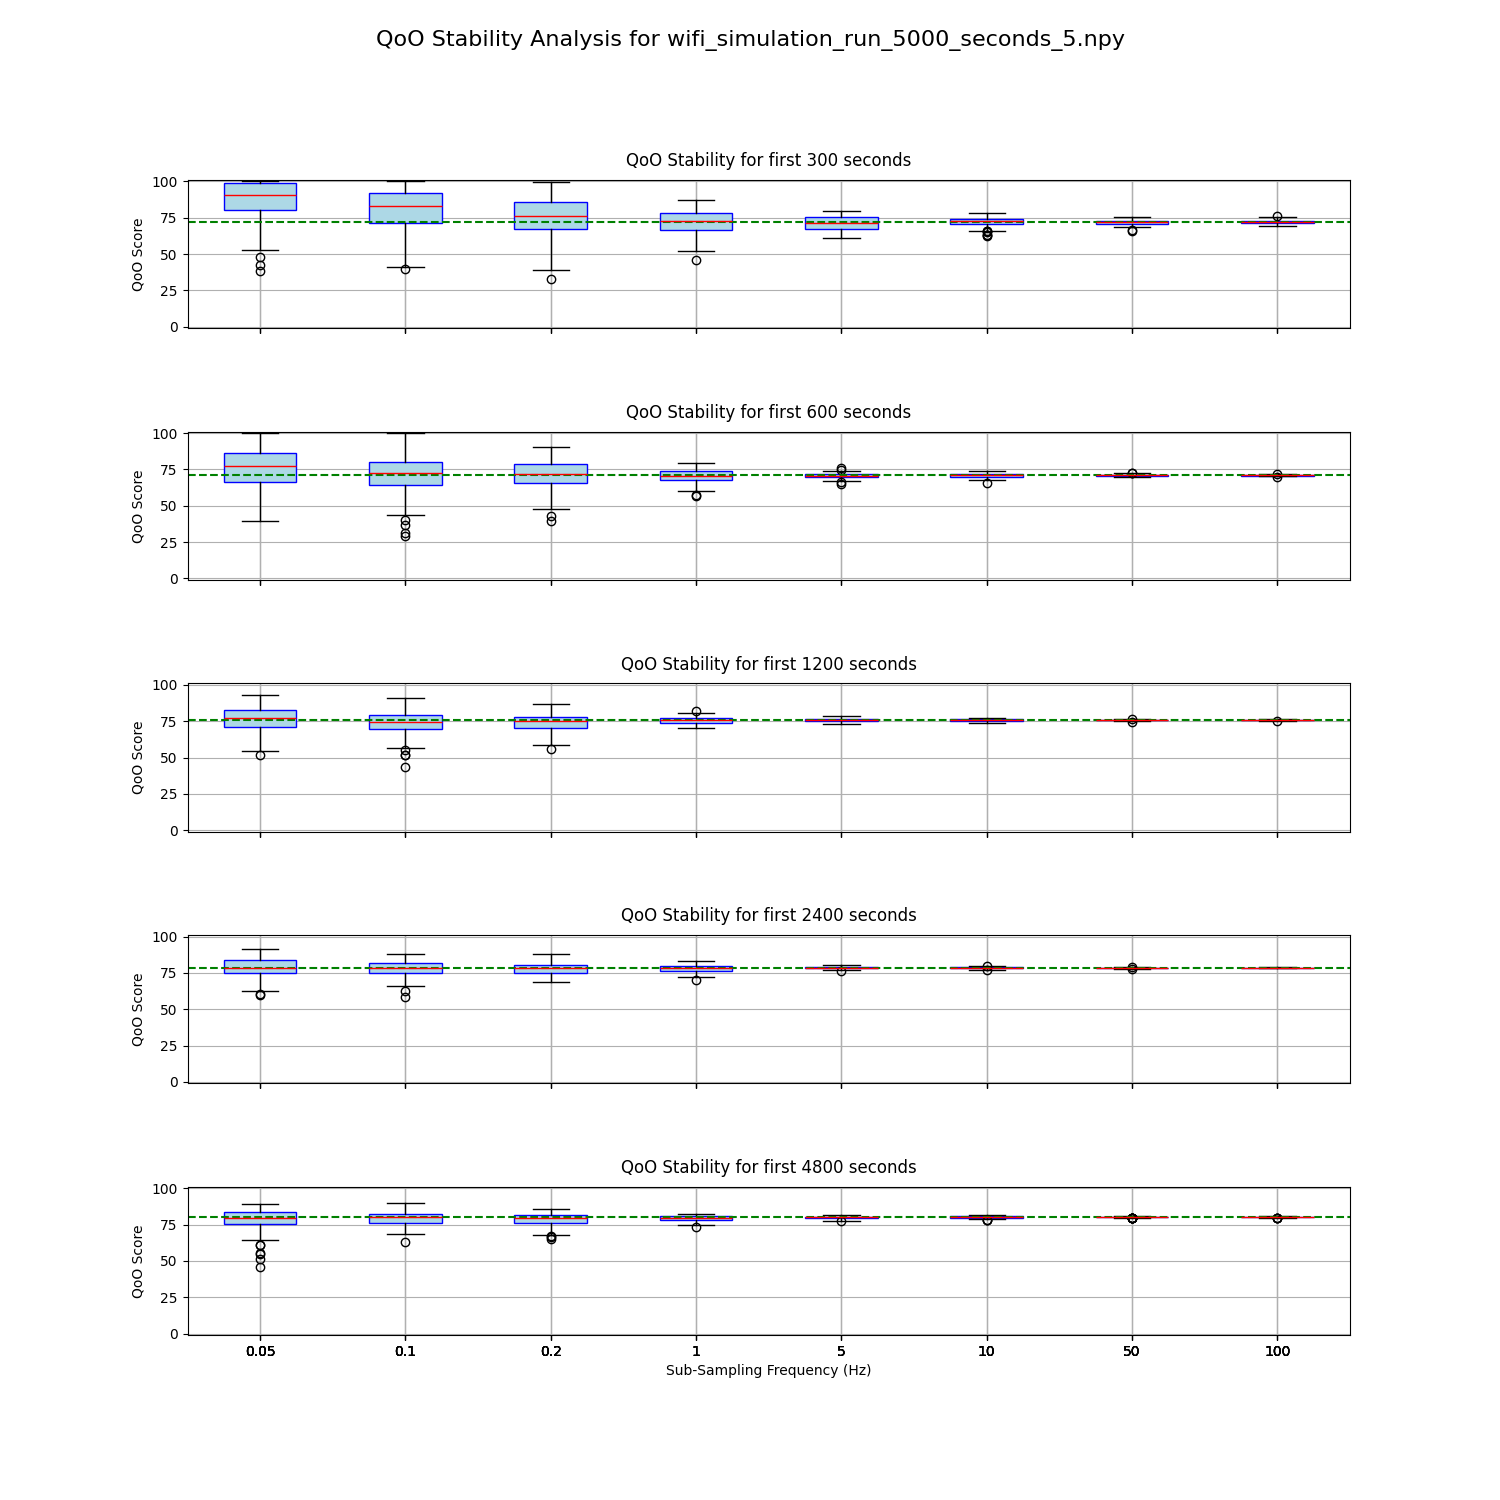 QoO Stability Analysis for wifi_simulation_run_5000_seconds_5.npy
QoO Stability for first 300 seconds
100
75
50
25
0
QoO Score
QoO Stability for first 600 seconds
100
75
50
25
0
QoO Score
QoO Stability for first 1200 seconds
100
75
50
25
0
QoO Score
QoO Stability for first 2400 seconds
100
75
50
25
0
QoO Score
QoO Stability for first 4800 seconds
100
75
50
25
0
QoO Score
0.05 0.1 0.2 1 5 10 50 100
Sub-Sampling Frequency (Hz)